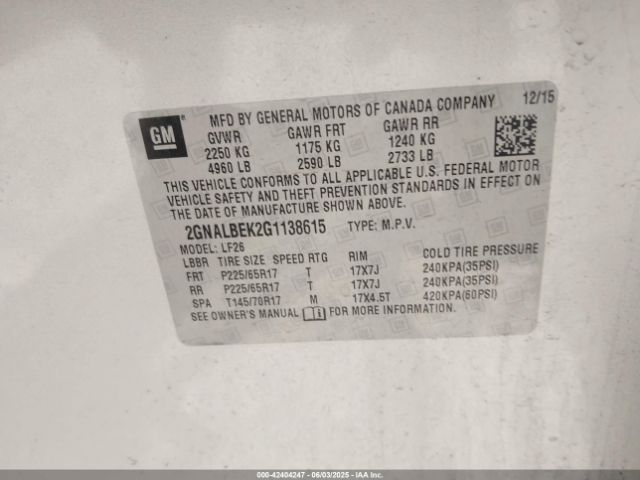 GM
MFD BY GENERAL MOTORS OF CANADA COMPANY 12/15
GVWR GAWR FRT GAWR RR
2250 KG 1175 KG 1240 KG
4960 LB 2590 LB 2733 LB
THIS VEHICLE CONFORMS TO ALL APPLICABLE U.S. FEDERAL MOTOR
VEHICLE SAFETY AND THEFT PREVENTION STANDARDS IN EFFECT ON
THE DATE OF MANUFACTURE SHOWN ABOVE.
2GNALBEK2G1138615 TYPE: M.P.V.
MODEL: LF26
LBBR TIRE SIZE SPEED RTG RIM COLD TIRE PRESSURE
FRT P225/65R17 T 17X7J 240KPA(35PSI)
RR P225/65R17 T 17X7J 240KPA(35PSI)
SPA T145/70R17 M 17X4.5T 420KPA(60PSI)
SEE OWNER'S MANUAL FOR MORE INFORMATION.
000-42404247 - 06/03/2025 - IAAI, Inc.